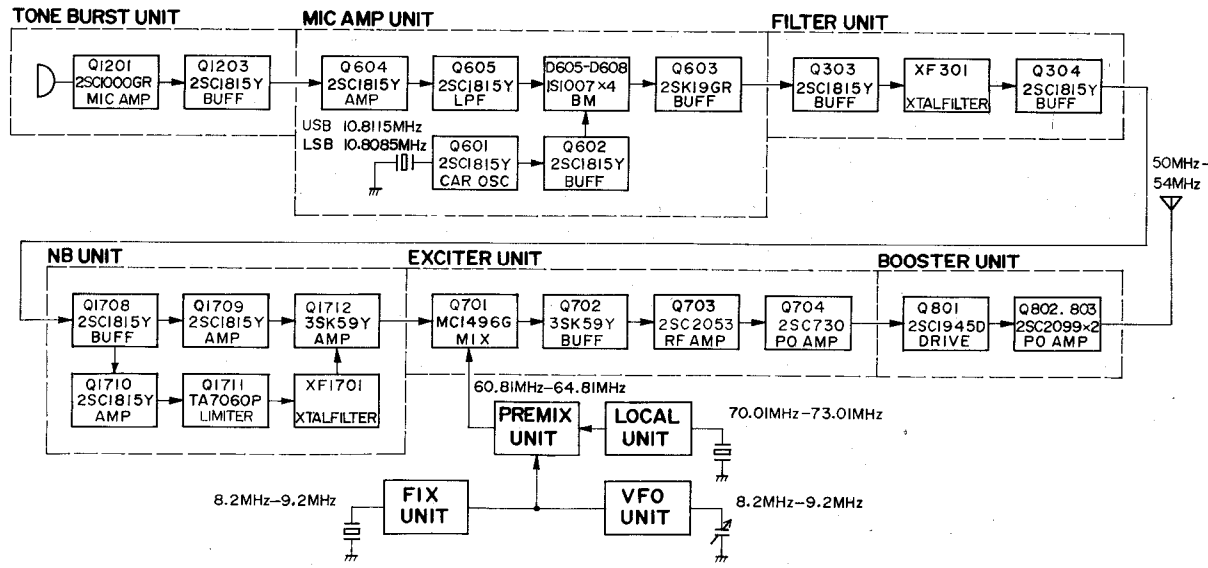 TONE BURST UNIT
MIC AMP UNIT
FILTER UNIT
Q1201
2SC1000GR
MIC AMP
Q1203
2SC1815Y
BUFF
Q604
2SC1815Y
AMP
Q605
2SC1815Y
LPF
D605-D608
1S1007×4
BM
Q603
2SK19GR
BUFF
Q303
2SC1815Y
BUFF
XF301
XTALFILTER
Q304
2SC1815Y
BUFF
USB 10.8115MHz
LSB 10.8085MHz
Q601
2SC1815Y
CAR OSC
Q602
2SC1815Y
BUFF
50MHz-
54MHz
NB UNIT
EXCITER UNIT
BOOSTER UNIT
Q1708
2SC1815Y
BUFF
Q1709
2SC1815Y
AMP
Q1712
3SK59Y
AMP
Q701
MC1496G
MIX
Q702
3SK59Y
BUFF
Q703
2SC2053
RF AMP
Q704
2SC730
PO AMP
Q801
2SC1945D
DRIVE
Q802. 803
2SC2099×2
PO AMP
Q1710
2SC1815Y
AMP
Q1711
TA7060P
LIMITER
XF1701
XTALFILTER
60.81MHz-64.81MHz
PREMIX
UNIT
LOCAL
UNIT
70.01MHz-73.01MHz
8.2MHz-9.2MHz
FIX
UNIT
VFO
UNIT
8.2MHz-9.2MHz